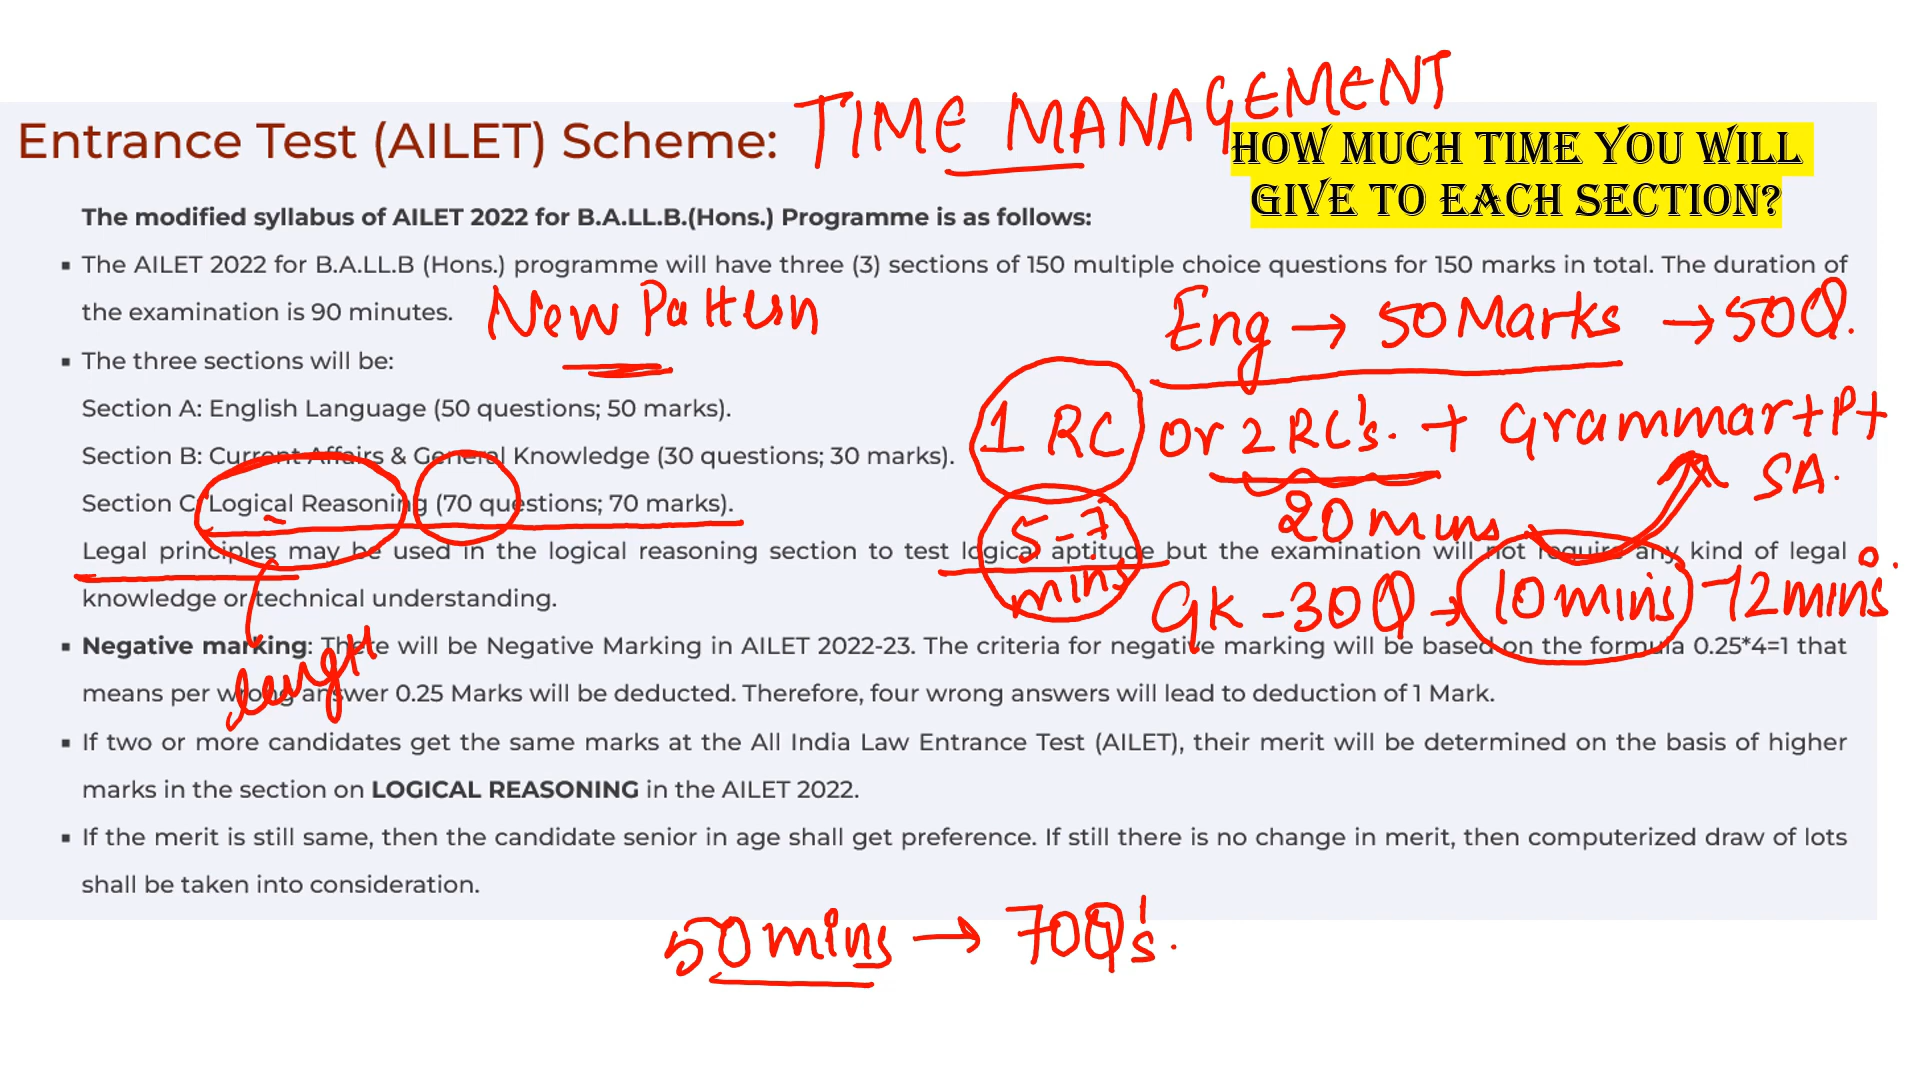 TIME MANAGEMENT
Entrance Test (AILET) Scheme:
HOW MUCH TIME YOU WILL
GIVE TO EACH SECTION?
The modified syllabus of AILET 2022 for B.A.LL.B.(Hons.) Programme is as follows:
▪ The AILET 2022 for B.A.LL.B (Hons.) programme will have three (3) sections of 150 multiple choice questions for 150 marks in total. The duration of
the examination is 90 minutes.
New Pattern
Eng → 50 Marks → 50Q.
▪ The three sections will be:
Section A: English Language (50 questions; 50 marks).
1 RC or 2 RC's. + Grammar + P +
SA.
Section B: Current Affairs & General Knowledge (30 questions; 30 marks).
Section C: Logical Reasoning (70 questions; 70 marks).
5-7
mins
20 mins
Legal principles may be used in the logical reasoning section to test logical aptitude but the examination will not require any kind of legal
knowledge or technical understanding.
GK - 30Q → 10 mins - 12 mins.
▪ Negative marking: There will be Negative Marking in AILET 2022-23. The criteria for negative marking will be based on the formula 0.25*4=1 that
means per wrong answer 0.25 Marks will be deducted. Therefore, four wrong answers will lead to deduction of 1 Mark.
length
▪ If two or more candidates get the same marks at the All India Law Entrance Test (AILET), their merit will be determined on the basis of higher
marks in the section on LOGICAL REASONING in the AILET 2022.
▪ If the merit is still same, then the candidate senior in age shall get preference. If still there is no change in merit, then computerized draw of lots
shall be taken into consideration.
50 mins → 70Q's.